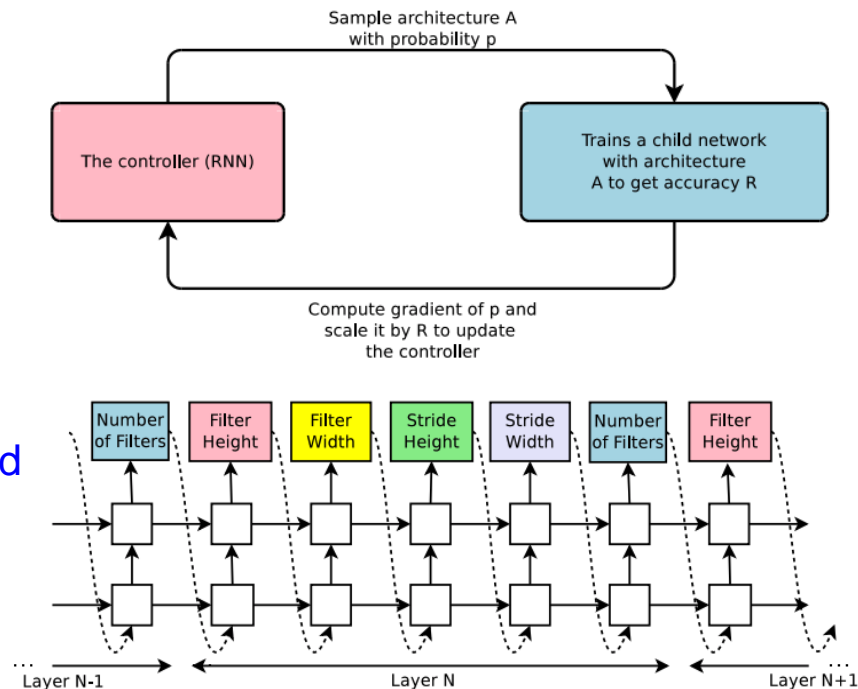 Sample architecture A
with probability p
The controller (RNN)
Trains a child network
with architecture
A to get accuracy R
Compute gradient of p and
scale it by R to update
the controller
Number
of Filters
Filter
Height
Filter
Width
Stride
Height
Stride
Width
Number
of Filters
Filter
Height
d
... Layer N-1
Layer N
Layer N+1 ...